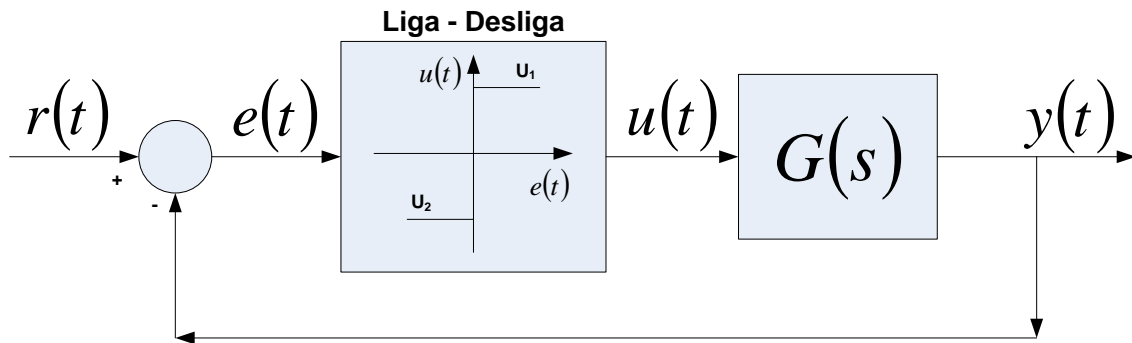 Liga - Desliga
r(t)
+
-
e(t)
u(t)
U₁
e(t)
U₂
u(t)
G(s)
y(t)